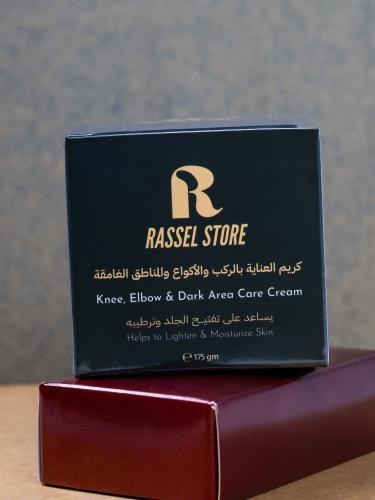 R
RASSEL STORE
كريم العناية بالركب والأكواع والمناطق الغامقة
Knee, Elbow & Dark Area Care Cream
يساعد على تفتيح الجلد وترطيبه
Helps to Lighten & Moisturize Skin
℮ 175 gm